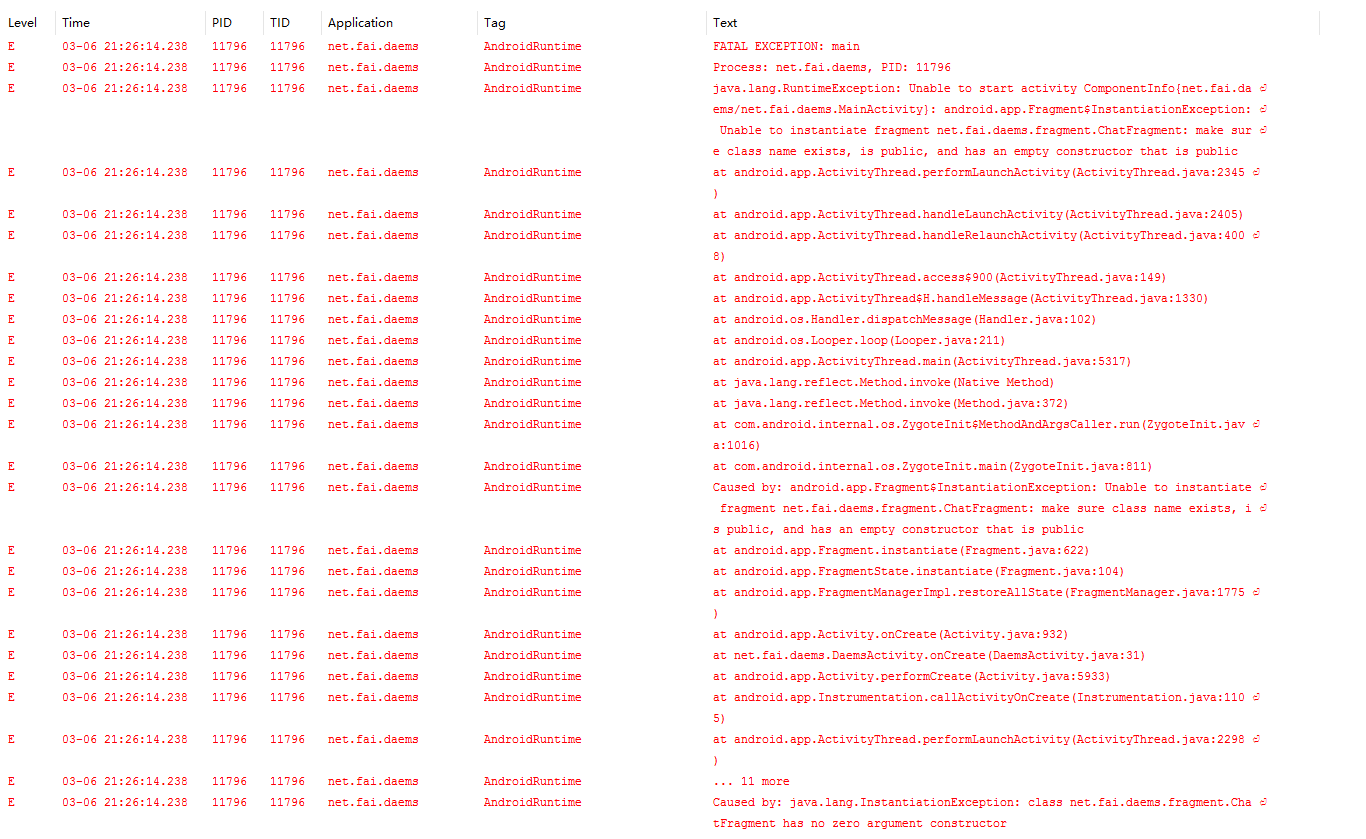 Level Time PID TID Application Tag Text
E 03-06 21:26:14.238 11796 11796 net.fai.daems AndroidRuntime FATAL EXCEPTION: main
E 03-06 21:26:14.238 11796 11796 net.fai.daems AndroidRuntime Process: net.fai.daems, PID: 11796
E 03-06 21:26:14.238 11796 11796 net.fai.daems AndroidRuntime java.lang.RuntimeException: Unable to start activity ComponentInfo{net.fai.da
ems/net.fai.daems.MainActivity}: android.app.Fragment$InstantiationException:
Unable to instantiate fragment net.fai.daems.fragment.ChatFragment: make sur
e class name exists, is public, and has an empty constructor that is public
E 03-06 21:26:14.238 11796 11796 net.fai.daems AndroidRuntime at android.app.ActivityThread.performLaunchActivity(ActivityThread.java:2345
)
E 03-06 21:26:14.238 11796 11796 net.fai.daems AndroidRuntime at android.app.ActivityThread.handleLaunchActivity(ActivityThread.java:2405)
E 03-06 21:26:14.238 11796 11796 net.fai.daems AndroidRuntime at android.app.ActivityThread.handleRelaunchActivity(ActivityThread.java:400
8)
E 03-06 21:26:14.238 11796 11796 net.fai.daems AndroidRuntime at android.app.ActivityThread.access$900(ActivityThread.java:149)
E 03-06 21:26:14.238 11796 11796 net.fai.daems AndroidRuntime at android.app.ActivityThread$H.handleMessage(ActivityThread.java:1330)
E 03-06 21:26:14.238 11796 11796 net.fai.daems AndroidRuntime at android.os.Handler.dispatchMessage(Handler.java:102)
E 03-06 21:26:14.238 11796 11796 net.fai.daems AndroidRuntime at android.os.Looper.loop(Looper.java:211)
E 03-06 21:26:14.238 11796 11796 net.fai.daems AndroidRuntime at android.app.ActivityThread.main(ActivityThread.java:5317)
E 03-06 21:26:14.238 11796 11796 net.fai.daems AndroidRuntime at java.lang.reflect.Method.invoke(Native Method)
E 03-06 21:26:14.238 11796 11796 net.fai.daems AndroidRuntime at java.lang.reflect.Method.invoke(Method.java:372)
E 03-06 21:26:14.238 11796 11796 net.fai.daems AndroidRuntime at com.android.internal.os.ZygoteInit$MethodAndArgsCaller.run(ZygoteInit.jav
a:1016)
E 03-06 21:26:14.238 11796 11796 net.fai.daems AndroidRuntime at com.android.internal.os.ZygoteInit.main(ZygoteInit.java:811)
E 03-06 21:26:14.238 11796 11796 net.fai.daems AndroidRuntime Caused by: android.app.Fragment$InstantiationException: Unable to instantiate
fragment net.fai.daems.fragment.ChatFragment: make sure class name exists, i
s public, and has an empty constructor that is public
E 03-06 21:26:14.238 11796 11796 net.fai.daems AndroidRuntime at android.app.Fragment.instantiate(Fragment.java:622)
E 03-06 21:26:14.238 11796 11796 net.fai.daems AndroidRuntime at android.app.FragmentState.instantiate(Fragment.java:104)
E 03-06 21:26:14.238 11796 11796 net.fai.daems AndroidRuntime at android.app.FragmentManagerImpl.restoreAllState(FragmentManager.java:1775
)
E 03-06 21:26:14.238 11796 11796 net.fai.daems AndroidRuntime at android.app.Activity.onCreate(Activity.java:932)
E 03-06 21:26:14.238 11796 11796 net.fai.daems AndroidRuntime at net.fai.daems.DaemsActivity.onCreate(DaemsActivity.java:31)
E 03-06 21:26:14.238 11796 11796 net.fai.daems AndroidRuntime at android.app.Activity.performCreate(Activity.java:5933)
E 03-06 21:26:14.238 11796 11796 net.fai.daems AndroidRuntime at android.app.Instrumentation.callActivityOnCreate(Instrumentation.java:110
5)
E 03-06 21:26:14.238 11796 11796 net.fai.daems AndroidRuntime at android.app.ActivityThread.performLaunchActivity(ActivityThread.java:2298
)
E 03-06 21:26:14.238 11796 11796 net.fai.daems AndroidRuntime ... 11 more
E 03-06 21:26:14.238 11796 11796 net.fai.daems AndroidRuntime Caused by: java.lang.InstantiationException: class net.fai.daems.fragment.Cha
tFragment has no zero argument constructor